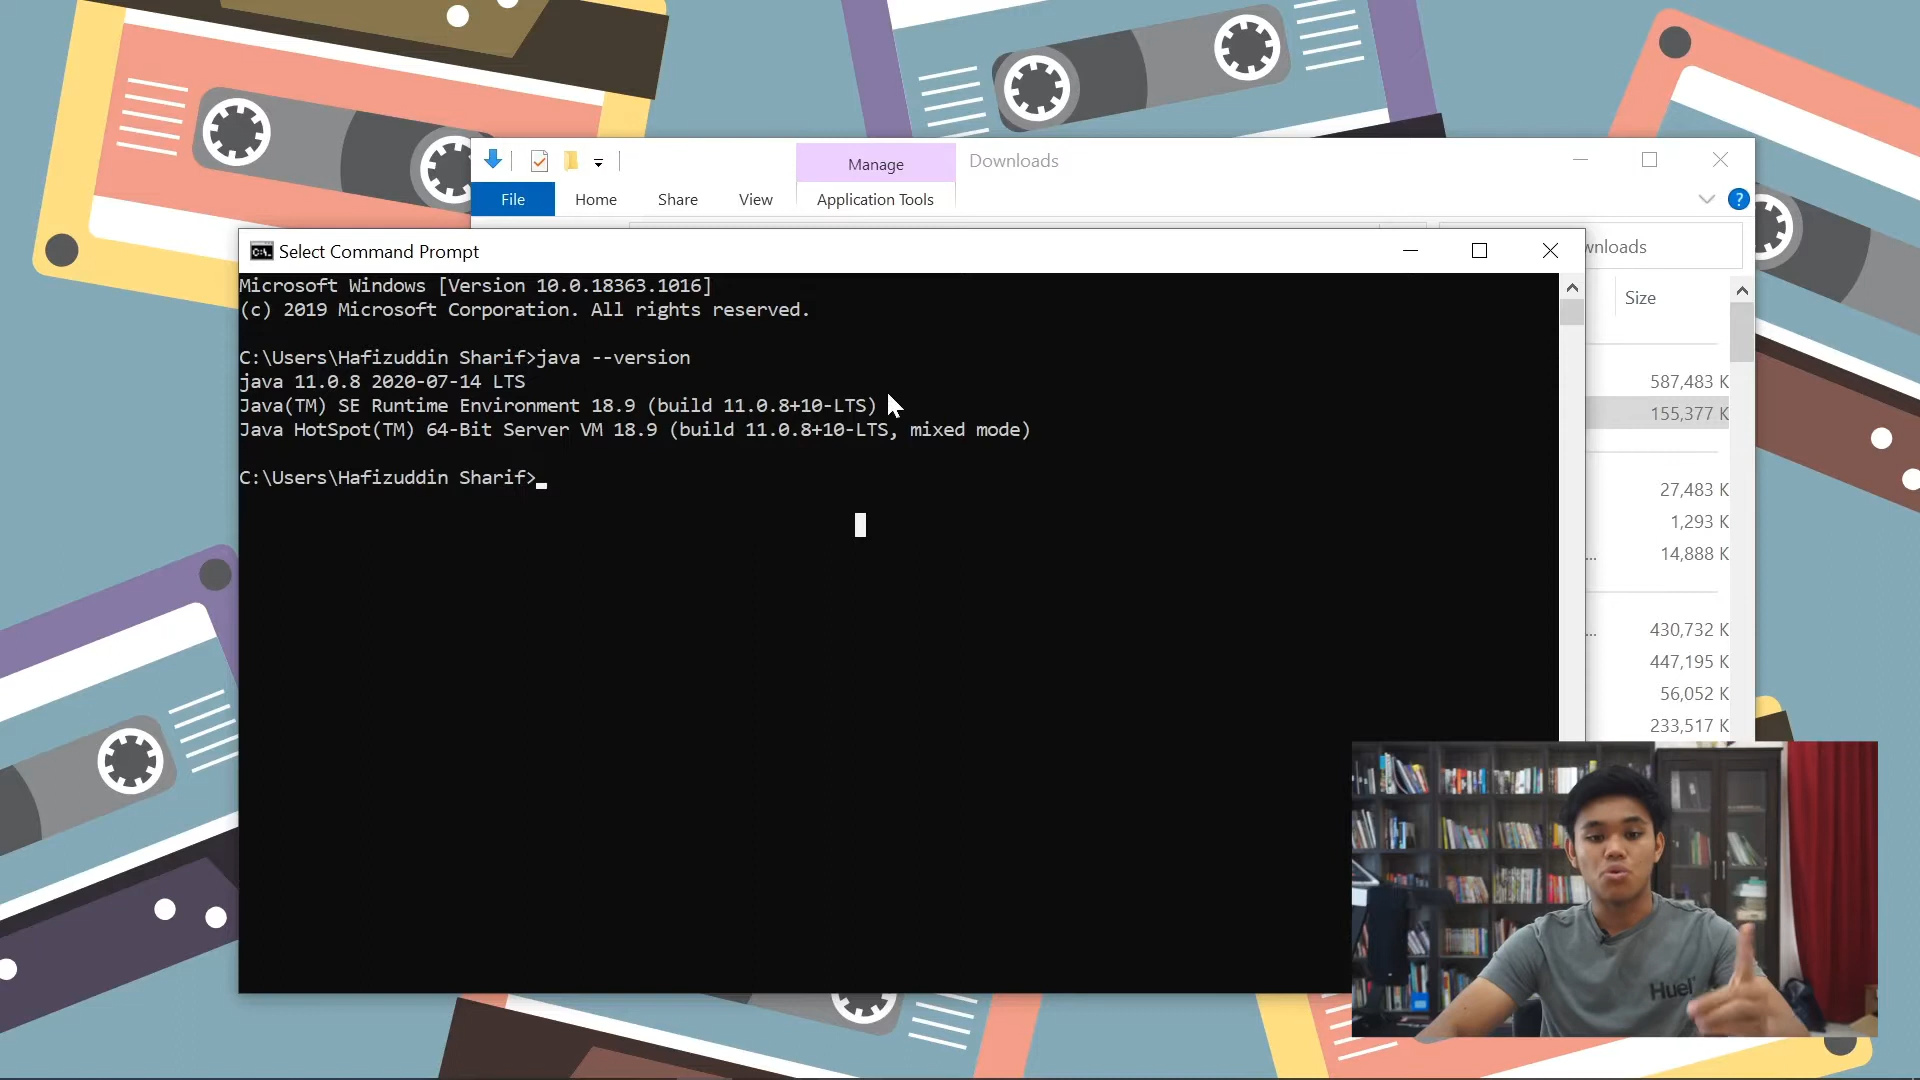 Manage
Downloads
File
Home
Share
View
Application Tools
?
Select Command Prompt
wnloads
Size
Microsoft Windows [Version 10.0.18363.1016]
(c) 2019 Microsoft Corporation. All rights reserved.
C:\Users\Hafizuddin Sharif>java --version
java 11.0.8 2020-07-14 LTS
Java(TM) SE Runtime Environment 18.9 (build 11.0.8+10-LTS)
Java HotSpot(TM) 64-Bit Server VM 18.9 (build 11.0.8+10-LTS, mixed mode)
C:\Users\Hafizuddin Sharif>
587,483 K
155,377 K
27,483 K
1,293 K
... 14,888 K
... 430,732 K
447,195 K
56,052 K
233,517 K
Huel